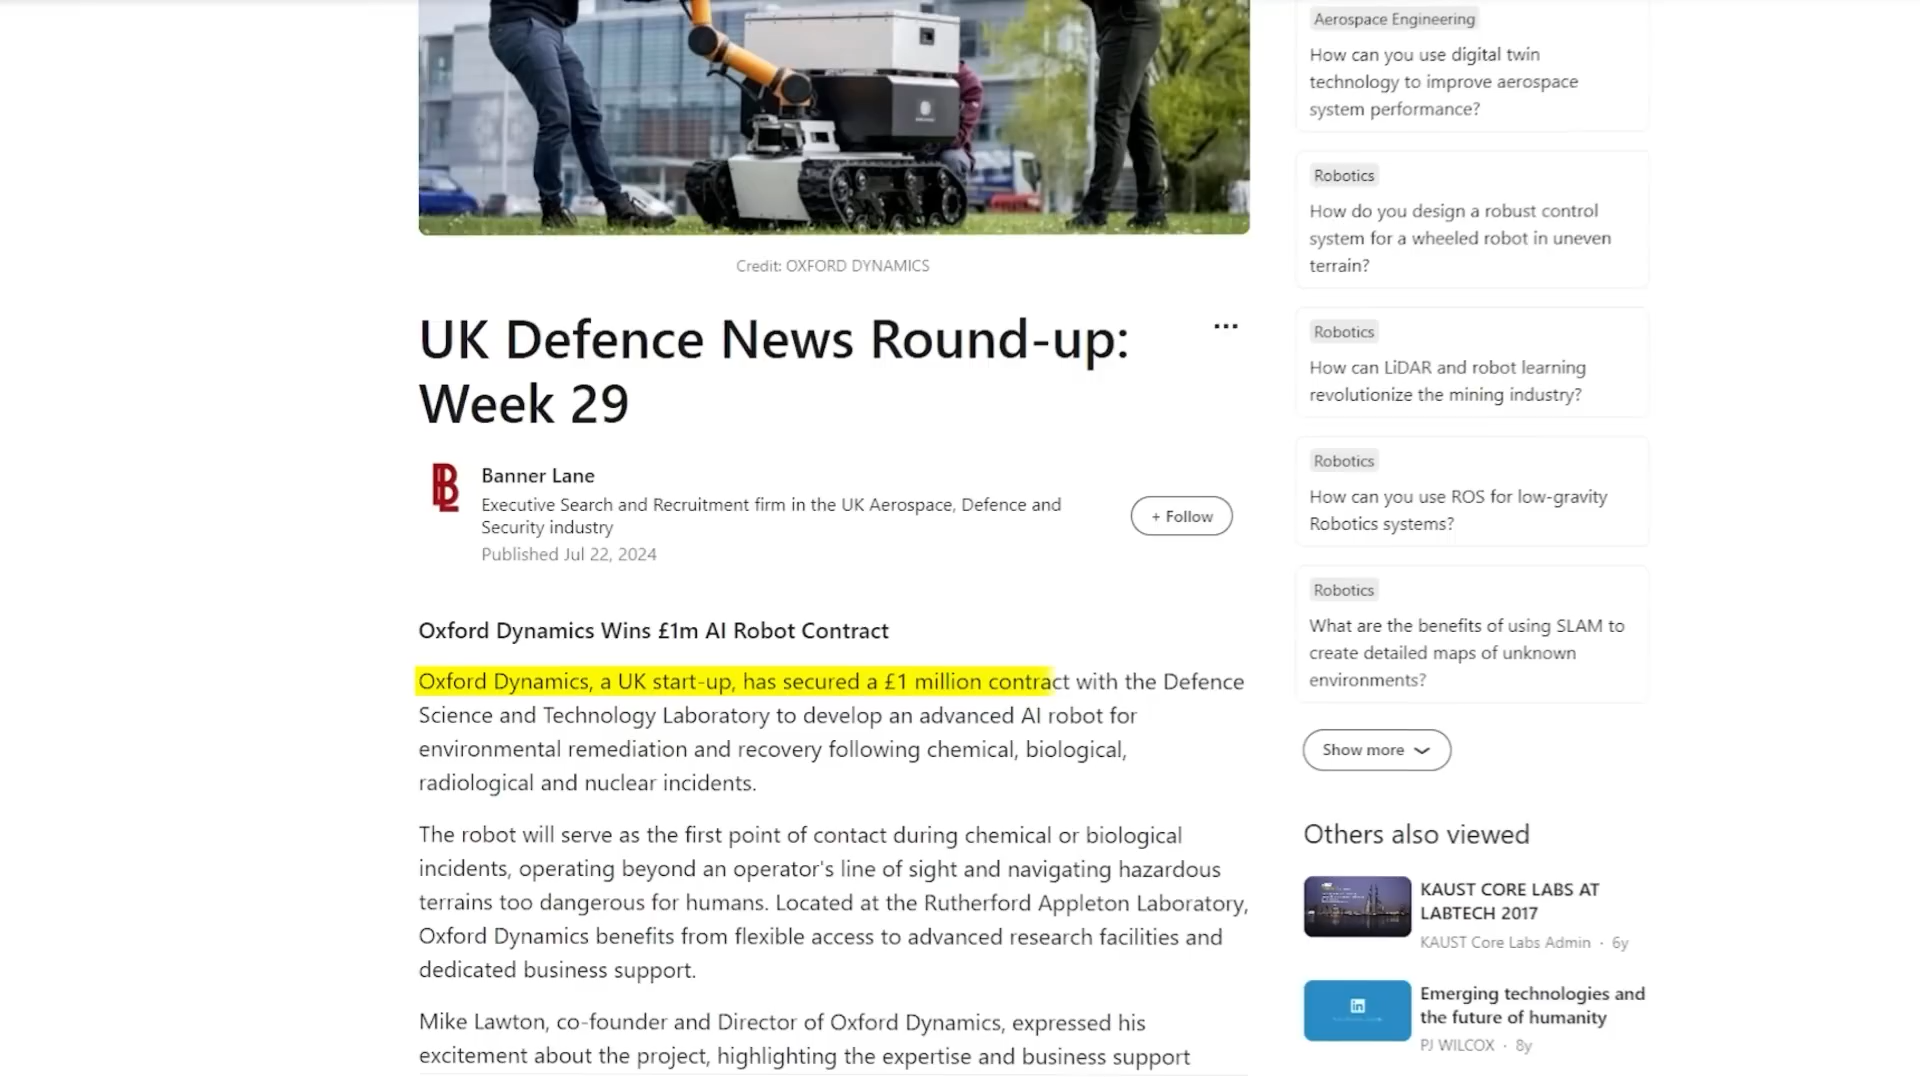 Credit: OXFORD DYNAMICS
UK Defence News Round-up:
Week 29
...
Banner Lane
Executive Search and Recruitment firm in the UK Aerospace, Defence and
Security industry
Published Jul 22, 2024
+ Follow
Oxford Dynamics Wins £1m AI Robot Contract
Oxford Dynamics, a UK start-up, has secured a £1 million contract with the Defence
Science and Technology Laboratory to develop an advanced AI robot for
environmental remediation and recovery following chemical, biological,
radiological and nuclear incidents.
The robot will serve as the first point of contact during chemical or biological
incidents, operating beyond an operator's line of sight and navigating hazardous
terrains too dangerous for humans. Located at the Rutherford Appleton Laboratory,
Oxford Dynamics benefits from flexible access to advanced research facilities and
dedicated business support.
Mike Lawton, co-founder and Director of Oxford Dynamics, expressed his
excitement about the project, highlighting the expertise and business support
Aerospace Engineering
How can you use digital twin
technology to improve aerospace
system performance?
Robotics
How do you design a robust control
system for a wheeled robot in uneven
terrain?
Robotics
How can LiDAR and robot learning
revolutionize the mining industry?
Robotics
How can you use ROS for low-gravity
Robotics systems?
Robotics
What are the benefits of using SLAM to
create detailed maps of unknown
environments?
Show more
Others also viewed
KAUST CORE LABS AT
LABTECH 2017
KAUST Core Labs Admin · 6y
in
Emerging technologies and
the future of humanity
PJ WILCOX · 8y